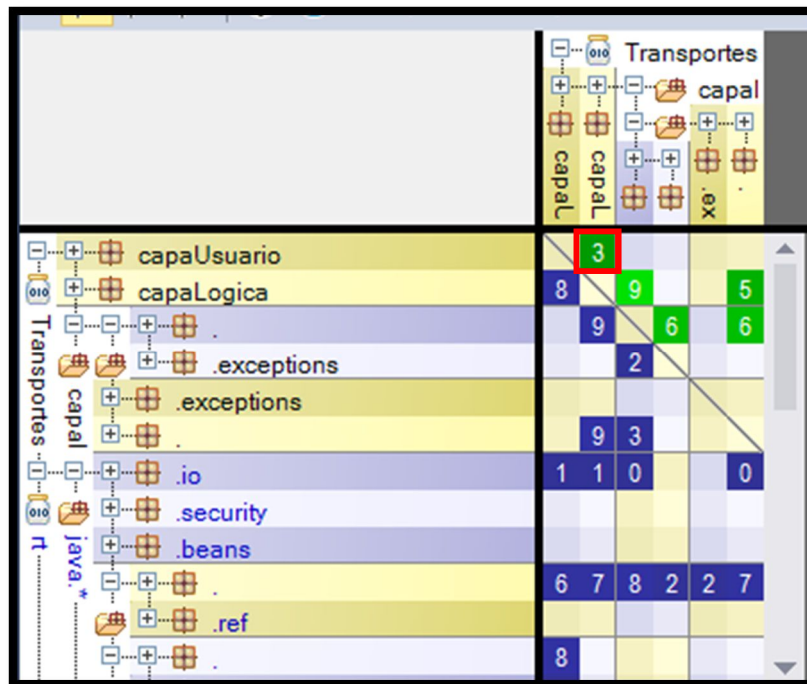 Transportes
capal
capaL
capaL
.ex
.
capaUsuario 3
capaLogica 8 9 5
. 9 6 6
.exceptions 2
.exceptions
. 9 3
.io 1 1 0 0
.security
.beans
. 6 7 8 2 2 7
.ref
. 8
Transportes
capal
rt
java.*